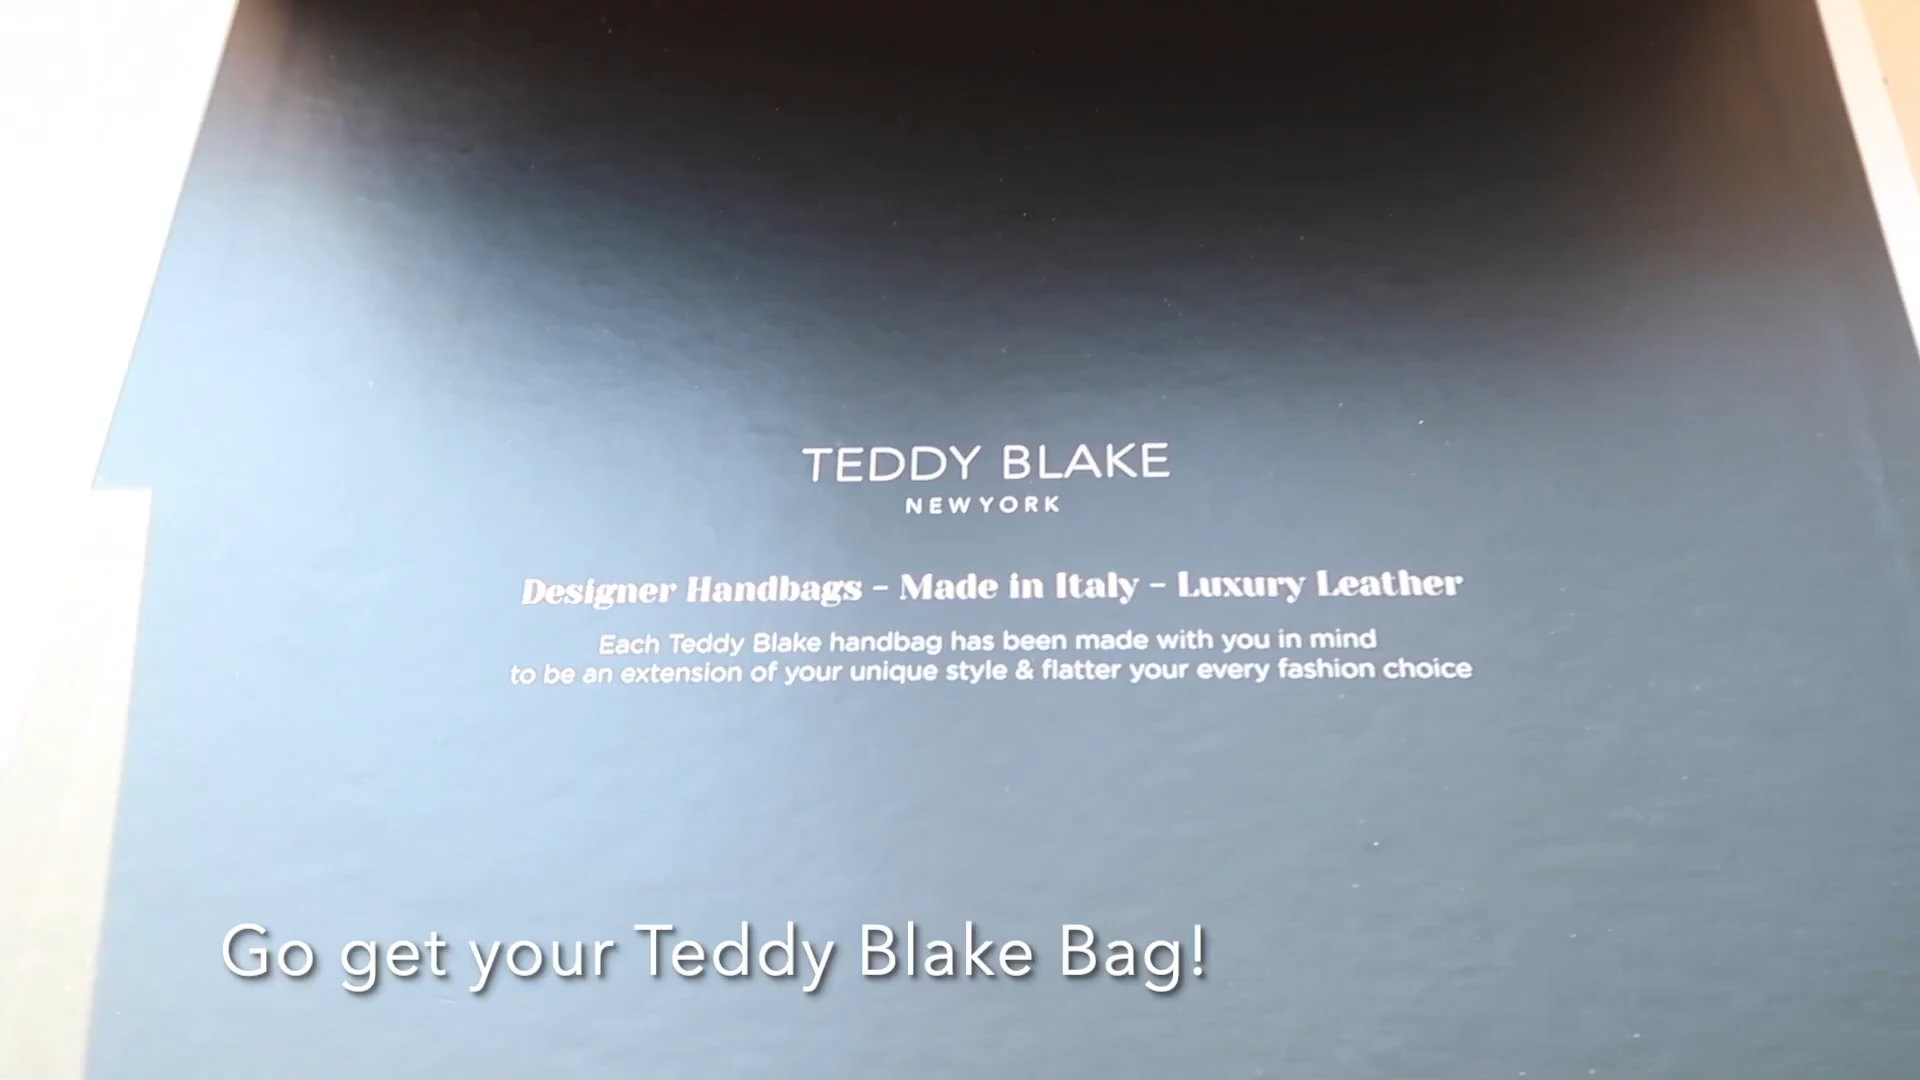 TEDDY BLAKE
NEW YORK
Designer Handbags - Made in Italy - Luxury Leather
Each Teddy Blake handbag has been made with you in mind
to be an extension of your unique style & flatter your every fashion choice
Go get your Teddy Blake Bag!